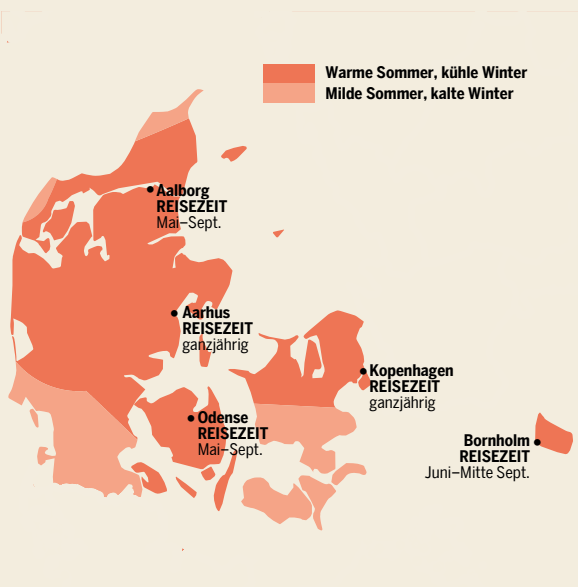 Warme Sommer, kühle Winter
Milde Sommer, kalte Winter
Aalborg
REISEZEIT
Mai–Sept.
Aarhus
REISEZEIT
ganzjährig
Kopenhagen
REISEZEIT
ganzjährig
Odense
REISEZEIT
Mai–Sept.
Bornholm
REISEZEIT
Juni–Mitte Sept.